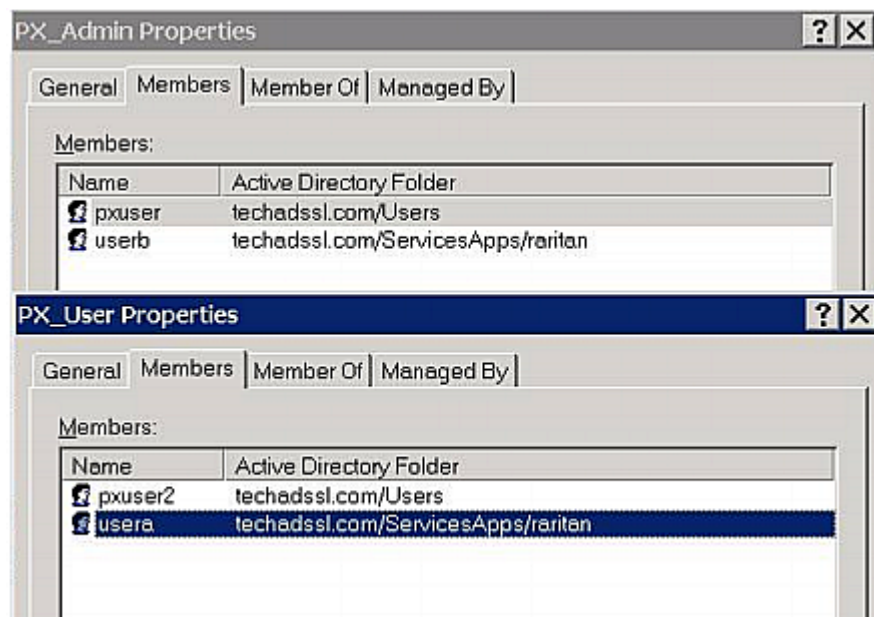 PX_Admin Properties
General Members Member Of Managed By
Members:
Name Active Directory Folder
pxuser techadssl.com/Users
userb techadssl.com/ServicesApps/raritan
PX_User Properties
General Members Member Of Managed By
Members:
Name Active Directory Folder
pxuser2 techadssl.com/Users
usera techadssl.com/ServicesApps/raritan